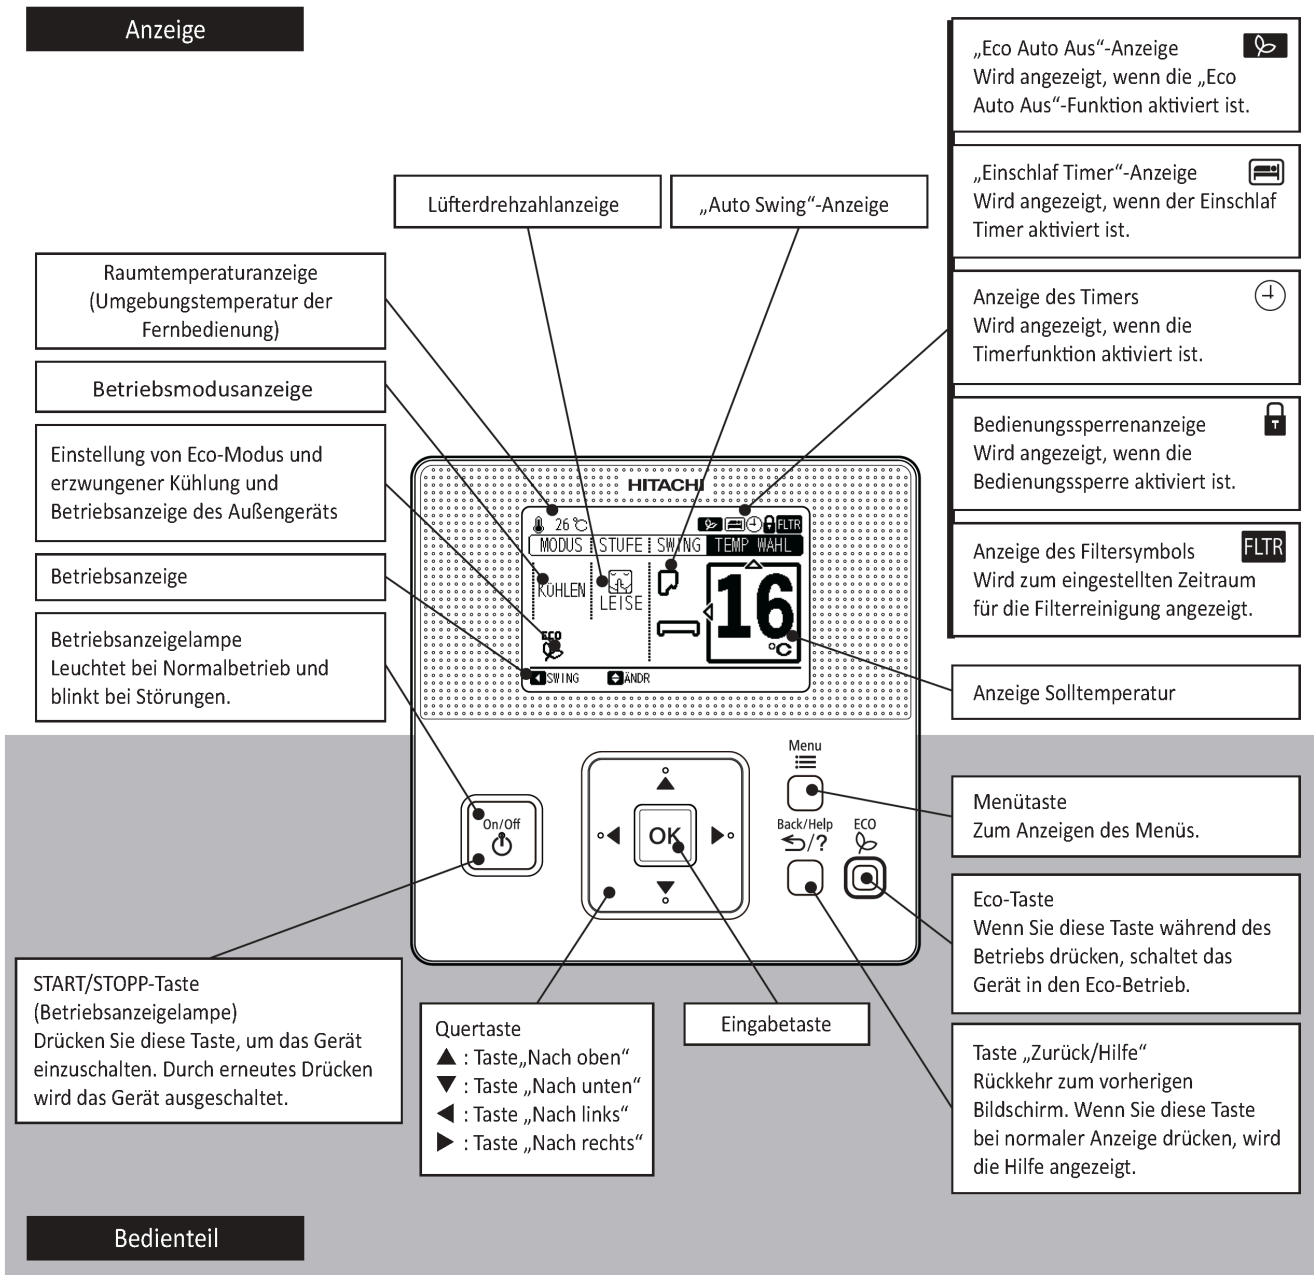 Anzeige
„Eco Auto Aus“-Anzeige
Wird angezeigt, wenn die „Eco
Auto Aus“-Funktion aktiviert ist.
„Einschlaf Timer“-Anzeige
Wird angezeigt, wenn der Einschlaf
Timer aktiviert ist.
Anzeige des Timers
Wird angezeigt, wenn die
Timerfunktion aktiviert ist.
Bedienungssperrenanzeige
Wird angezeigt, wenn die
Bedienungssperre aktiviert ist.
Anzeige des Filtersymbols FLTR
Wird zum eingestellten Zeitraum
für die Filterreinigung angezeigt.
Anzeige Solltemperatur
Lüfterdrehzahlanzeige
„Auto Swing“-Anzeige
Raumtemperaturanzeige
(Umgebungstemperatur der
Fernbedienung)
Betriebsmodusanzeige
Einstellung von Eco-Modus und
erzwungener Kühlung und
Betriebsanzeige des Außengeräts
Betriebsanzeige
Betriebsanzeigelampe
Leuchtet bei Normalbetrieb und
blinkt bei Störungen.
HITACHI
26 °C FLTR
MODUS STUFE SWING TEMP WAHL
KÜHLEN
LEISE
16
°C
ECO
SWING ÄNDR
On/Off
OK
Menu
Back/Help
/?
ECO
Menütaste
Zum Anzeigen des Menüs.
Eco-Taste
Wenn Sie diese Taste während des
Betriebs drücken, schaltet das
Gerät in den Eco-Betrieb.
Taste „Zurück/Hilfe“
Rückkehr zum vorherigen
Bildschirm. Wenn Sie diese Taste
bei normaler Anzeige drücken, wird
die Hilfe angezeigt.
START/STOPP-Taste
(Betriebsanzeigelampe)
Drücken Sie diese Taste, um das Gerät
einzuschalten. Durch erneutes Drücken
wird das Gerät ausgeschaltet.
Quertaste
▲ : Taste„Nach oben“
▼ : Taste „Nach unten“
◀ : Taste „Nach links“
▶ : Taste „Nach rechts“
Eingabetaste
Bedienteil